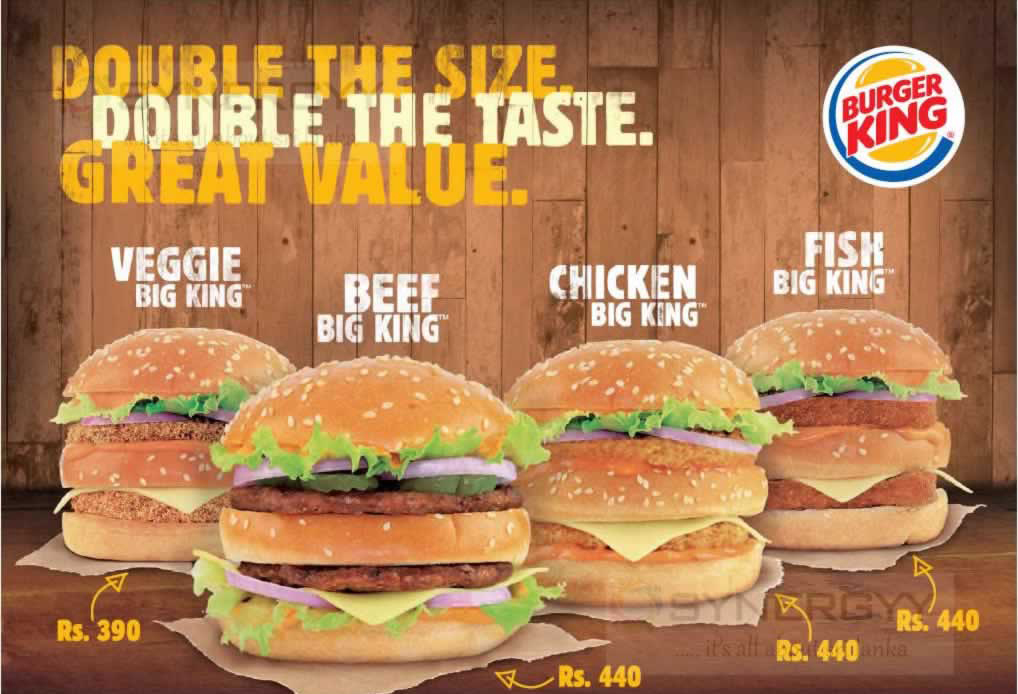 DOUBLE THE SIZE.
DOUBLE THE TASTE.
GREAT VALUE.
BURGER
KING®
VEGGIE
BIG KING™
BEEF
BIG KING™
CHICKEN
BIG KING™
FISH
BIG KING™
Rs. 390
Rs. 440
Rs. 440
Rs. 440
SYNERGYY
..... it's all about lanka